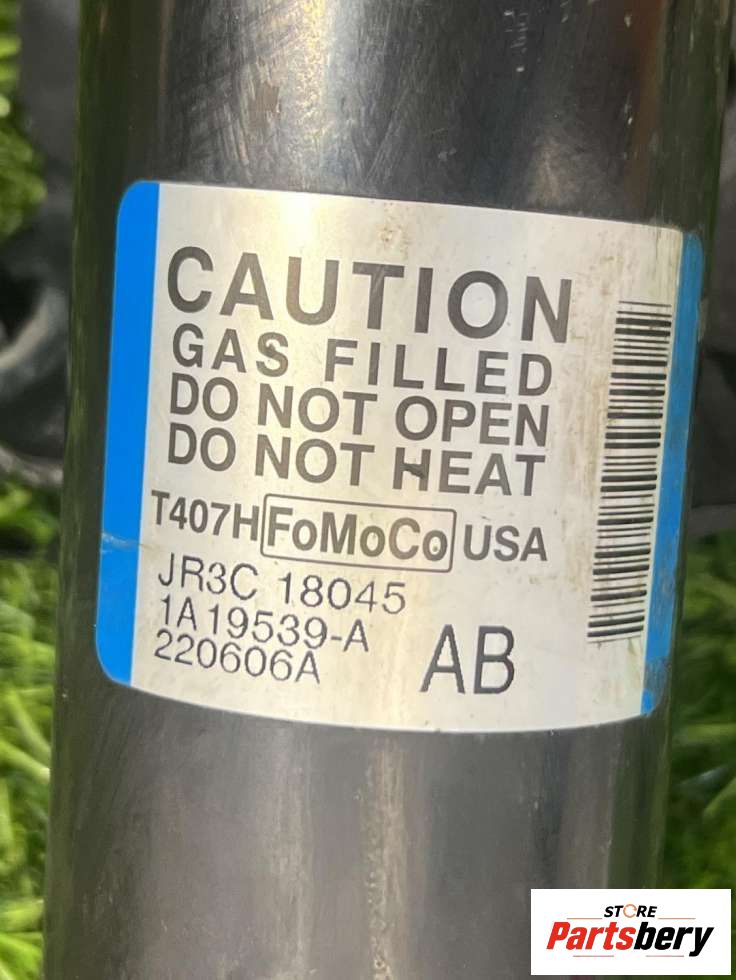 CAUTION
GAS FILLED
DO NOT OPEN
DO NOT HEAT
T407H FoMoCo USA
JR3C 18045
1A19539-A
220606A AB
STORE
Partsbery